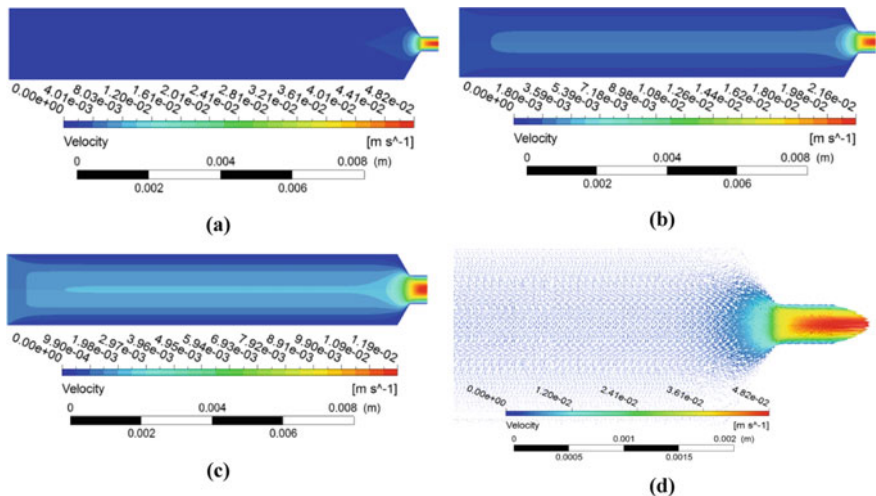 0.00e+00 4.01e-03 8.03e-03 1.20e-02 1.61e-02 2.01e-02 2.41e-02 2.81e-02 3.21e-02 3.61e-02 4.01e-02 4.41e-02 4.82e-02
Velocity [m s^-1]
0 0.004 0.008 (m)
0.002 0.006
(a)
0.00e+00 1.80e-03 3.59e-03 5.39e-03 7.18e-03 8.98e-03 1.08e-02 1.26e-02 1.44e-02 1.62e-02 1.80e-02 1.98e-02 2.16e-02
Velocity [m s^-1]
0 0.004 0.008 (m)
0.002 0.006
(b)
0.00e+00 9.90e-04 1.98e-03 2.97e-03 3.96e-03 4.95e-03 5.94e-03 6.93e-03 7.92e-03 8.91e-03 9.90e-03 1.09e-02 1.19e-02
Velocity [m s^-1]
0 0.004 0.008 (m)
0.002 0.006
(c)
0.00e+00 1.20e-02 2.41e-02 3.61e-02 4.82e-02
Velocity [m s^-1]
0 0.001 0.002 (m)
0.0005 0.0015
(d)